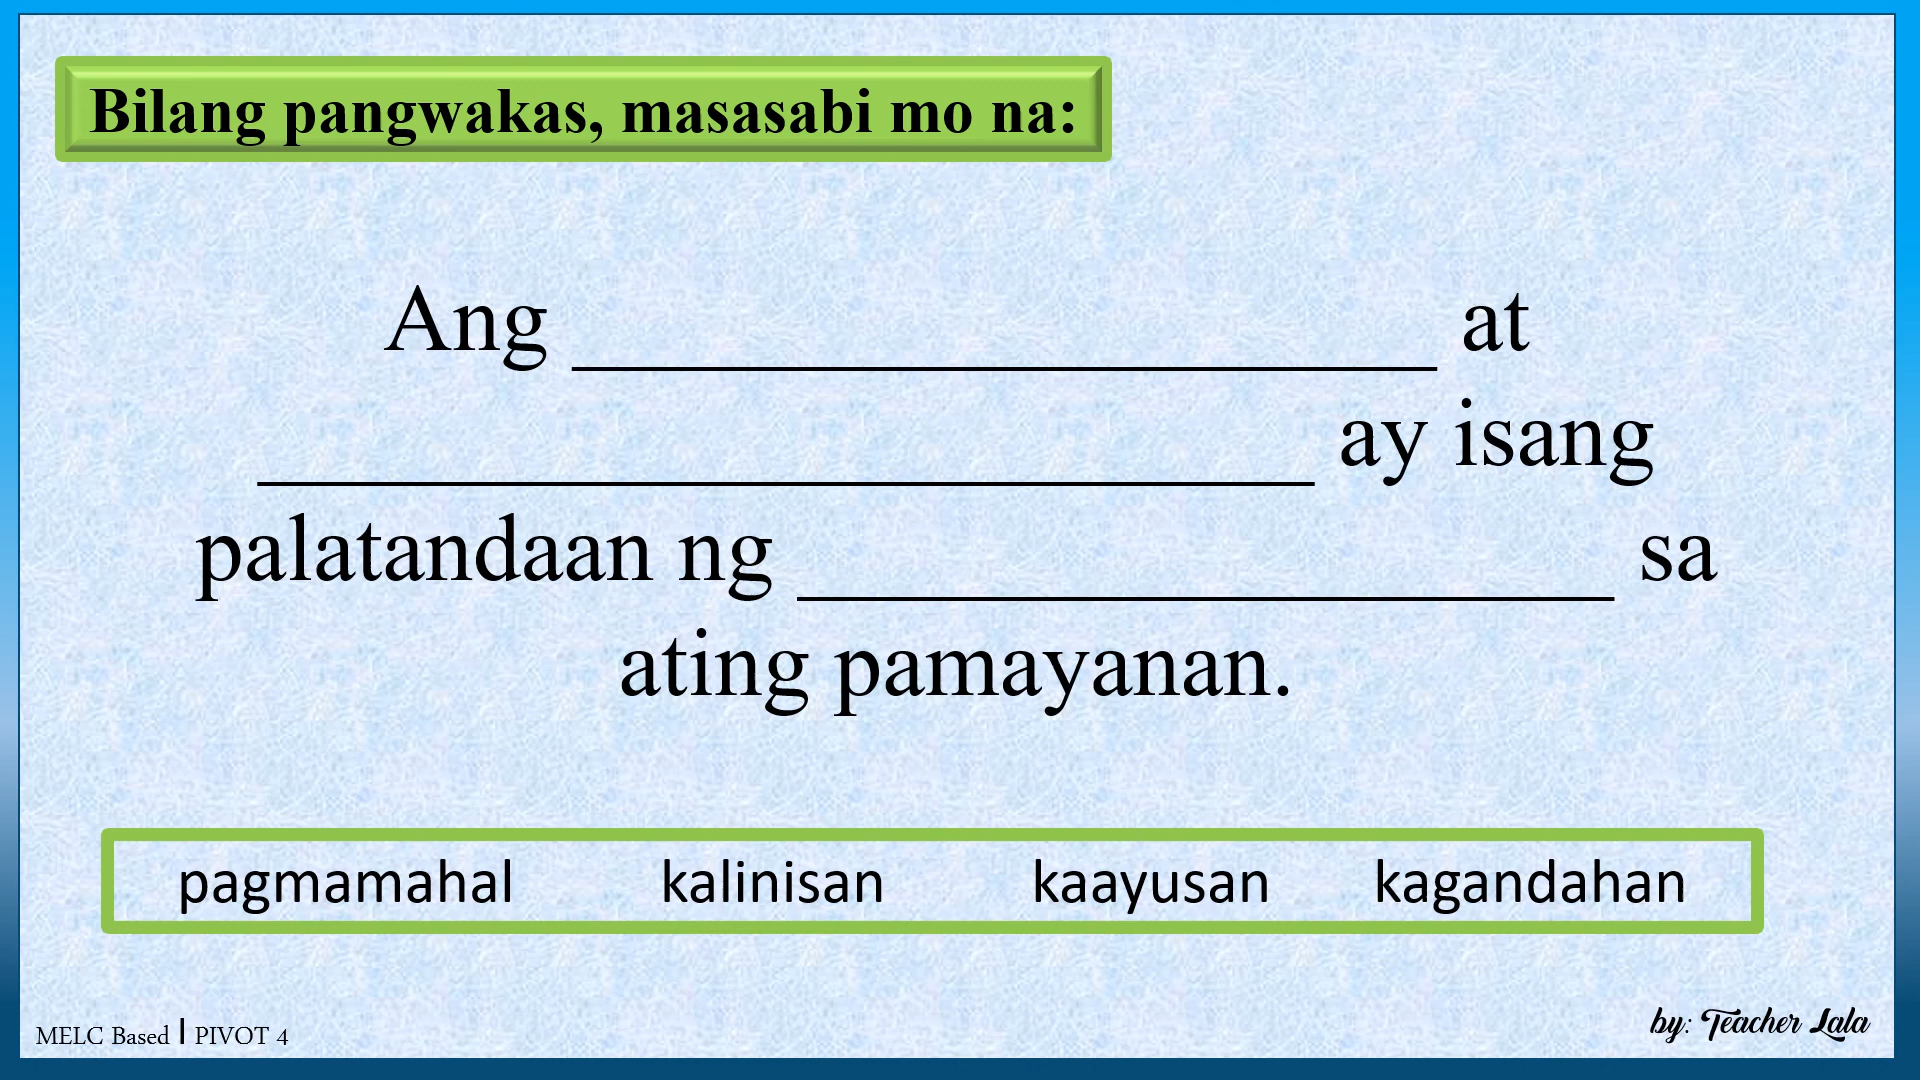 Bilang pangwakas, masasabi mo na:
Ang ____________________ at
________________________ ay isang
palatandaan ng ___________________ sa
ating pamayanan.
pagmamahal kalinisan kaayusan kagandahan
MELC Based | PIVOT 4
by: Teacher Lala